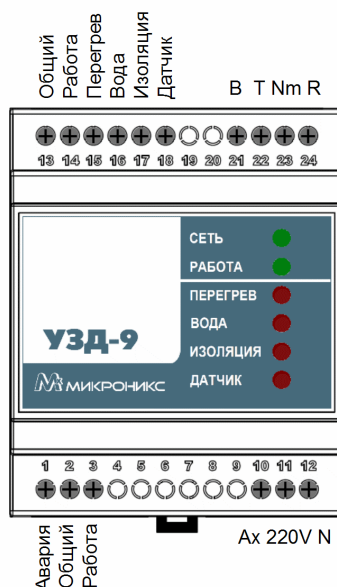 Общий
Работа
Перегрев
Вода
Изоляция
Датчик
B T Nm R
13 14 15 16 17 18 19 20 21 22 23 24
СЕТЬ
РАБОТА
ПЕРЕГРЕВ
ВОДА
ИЗОЛЯЦИЯ
ДАТЧИК
УЗД-9
МИКРОНИКС
1 2 3 4 5 6 7 8 9 10 11 12
Авария
Общий
Работа
Ax 220V N